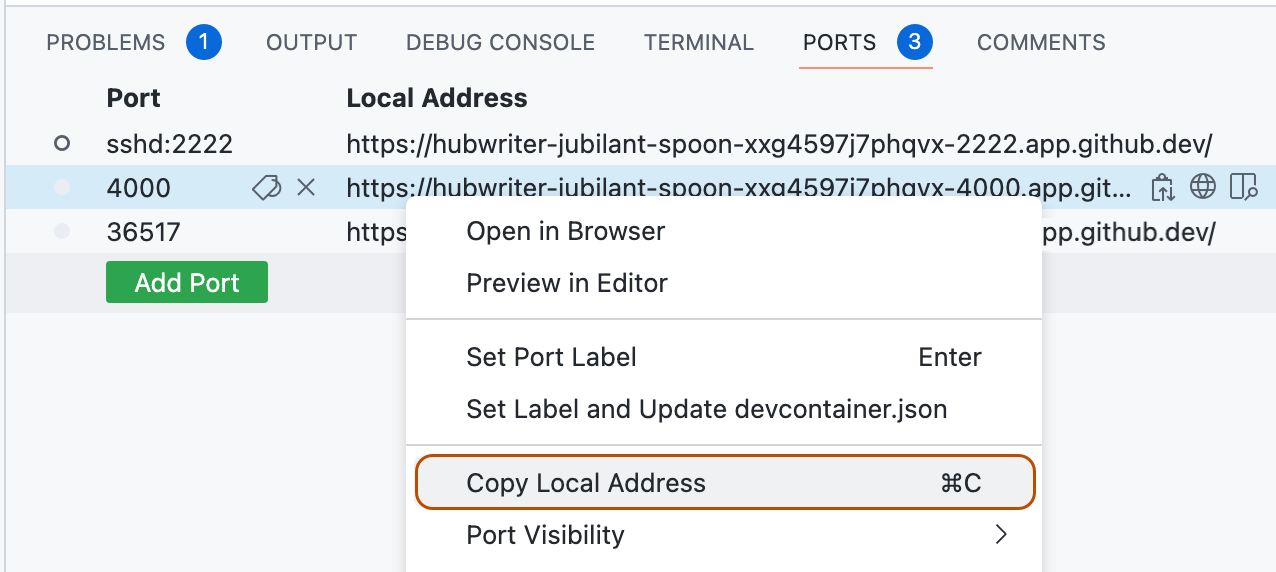 PROBLEMS 1 OUTPUT DEBUG CONSOLE TERMINAL PORTS 3 COMMENTS
Port Local Address
sshd:2222 https://hubwriter-jubilant-spoon-xxg4597j7phqvx-2222.app.github.dev/
4000 https://hubwriter-jubilant-spoon-xxg4597j7phqvx-4000.app.git...
36517 https pp.github.dev/
Add Port
Open in Browser
Preview in Editor
Set Port Label Enter
Set Label and Update devcontainer.json
Copy Local Address ⌘C
Port Visibility